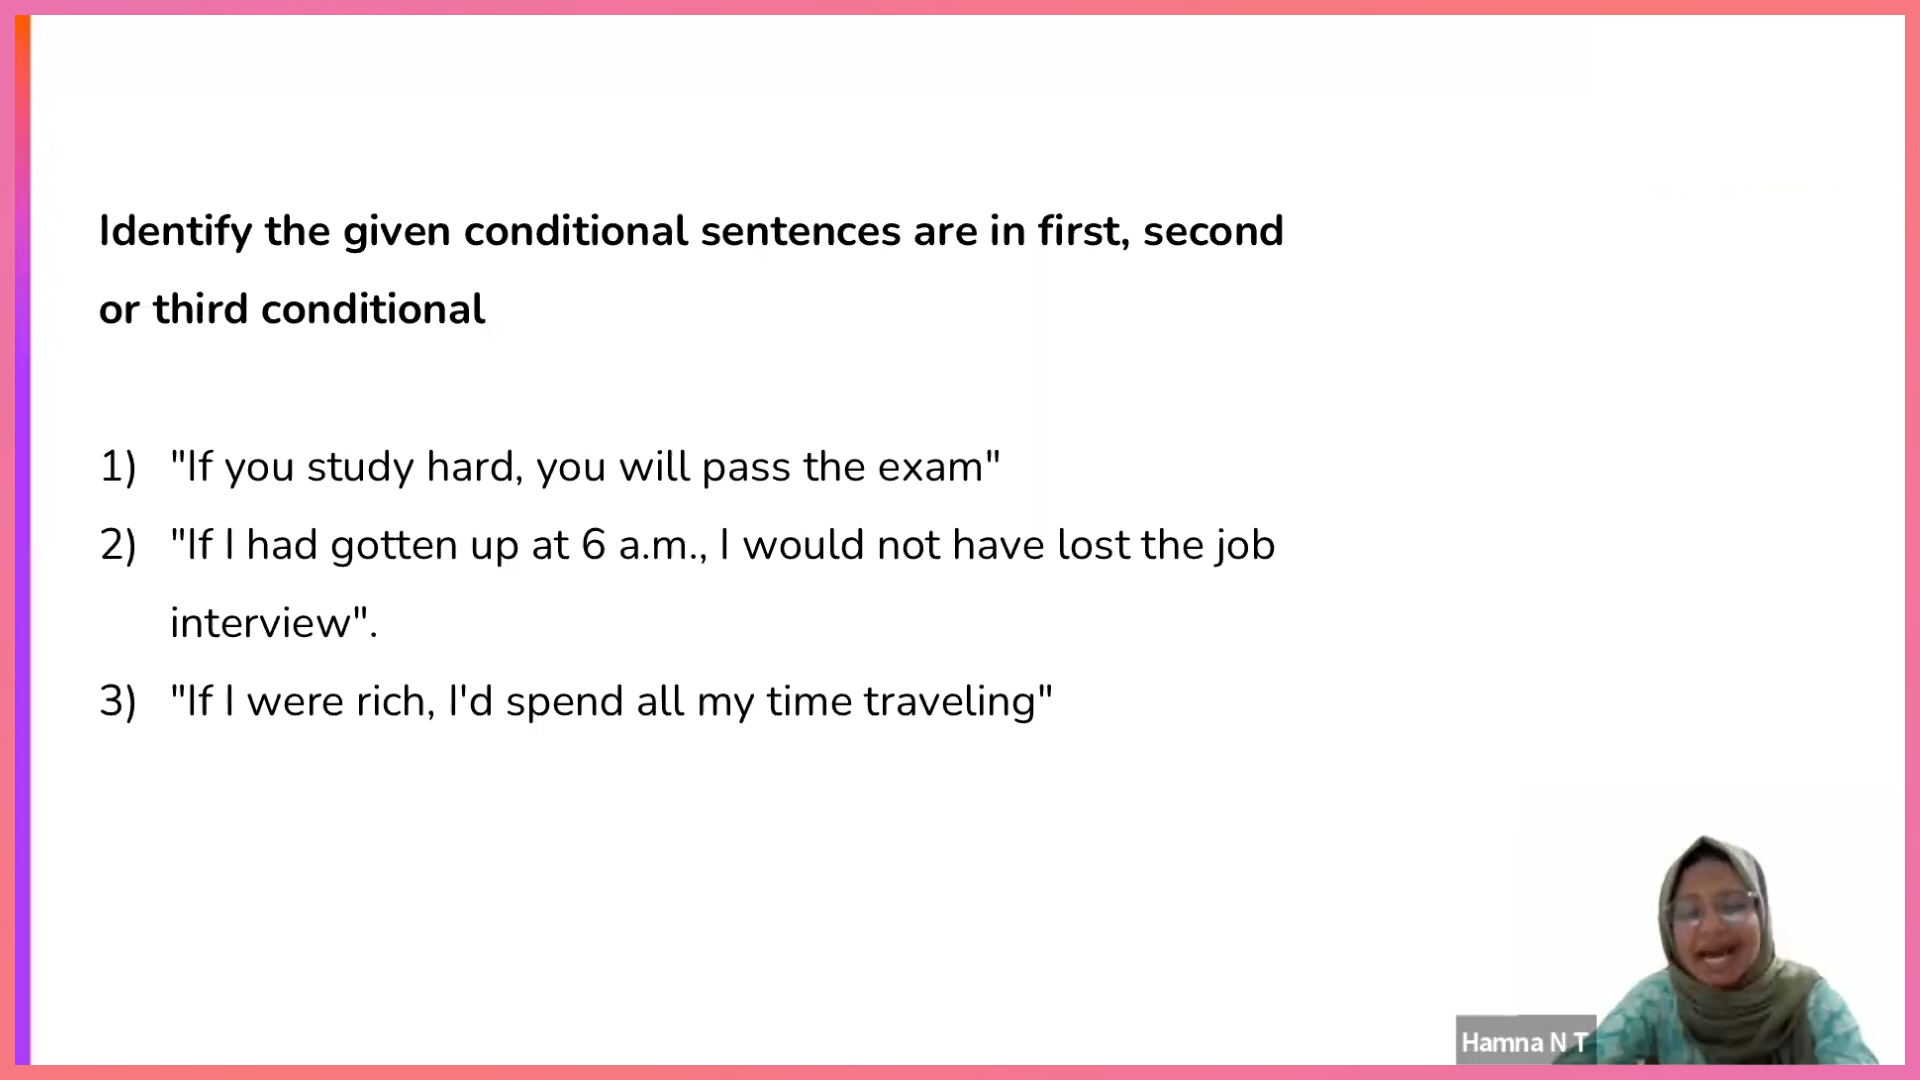 Identify the given conditional sentences are in first, second
or third conditional
1) "If you study hard, you will pass the exam"
2) "If I had gotten up at 6 a.m., I would not have lost the job
interview".
3) "If I were rich, I'd spend all my time traveling"
Hamna N T